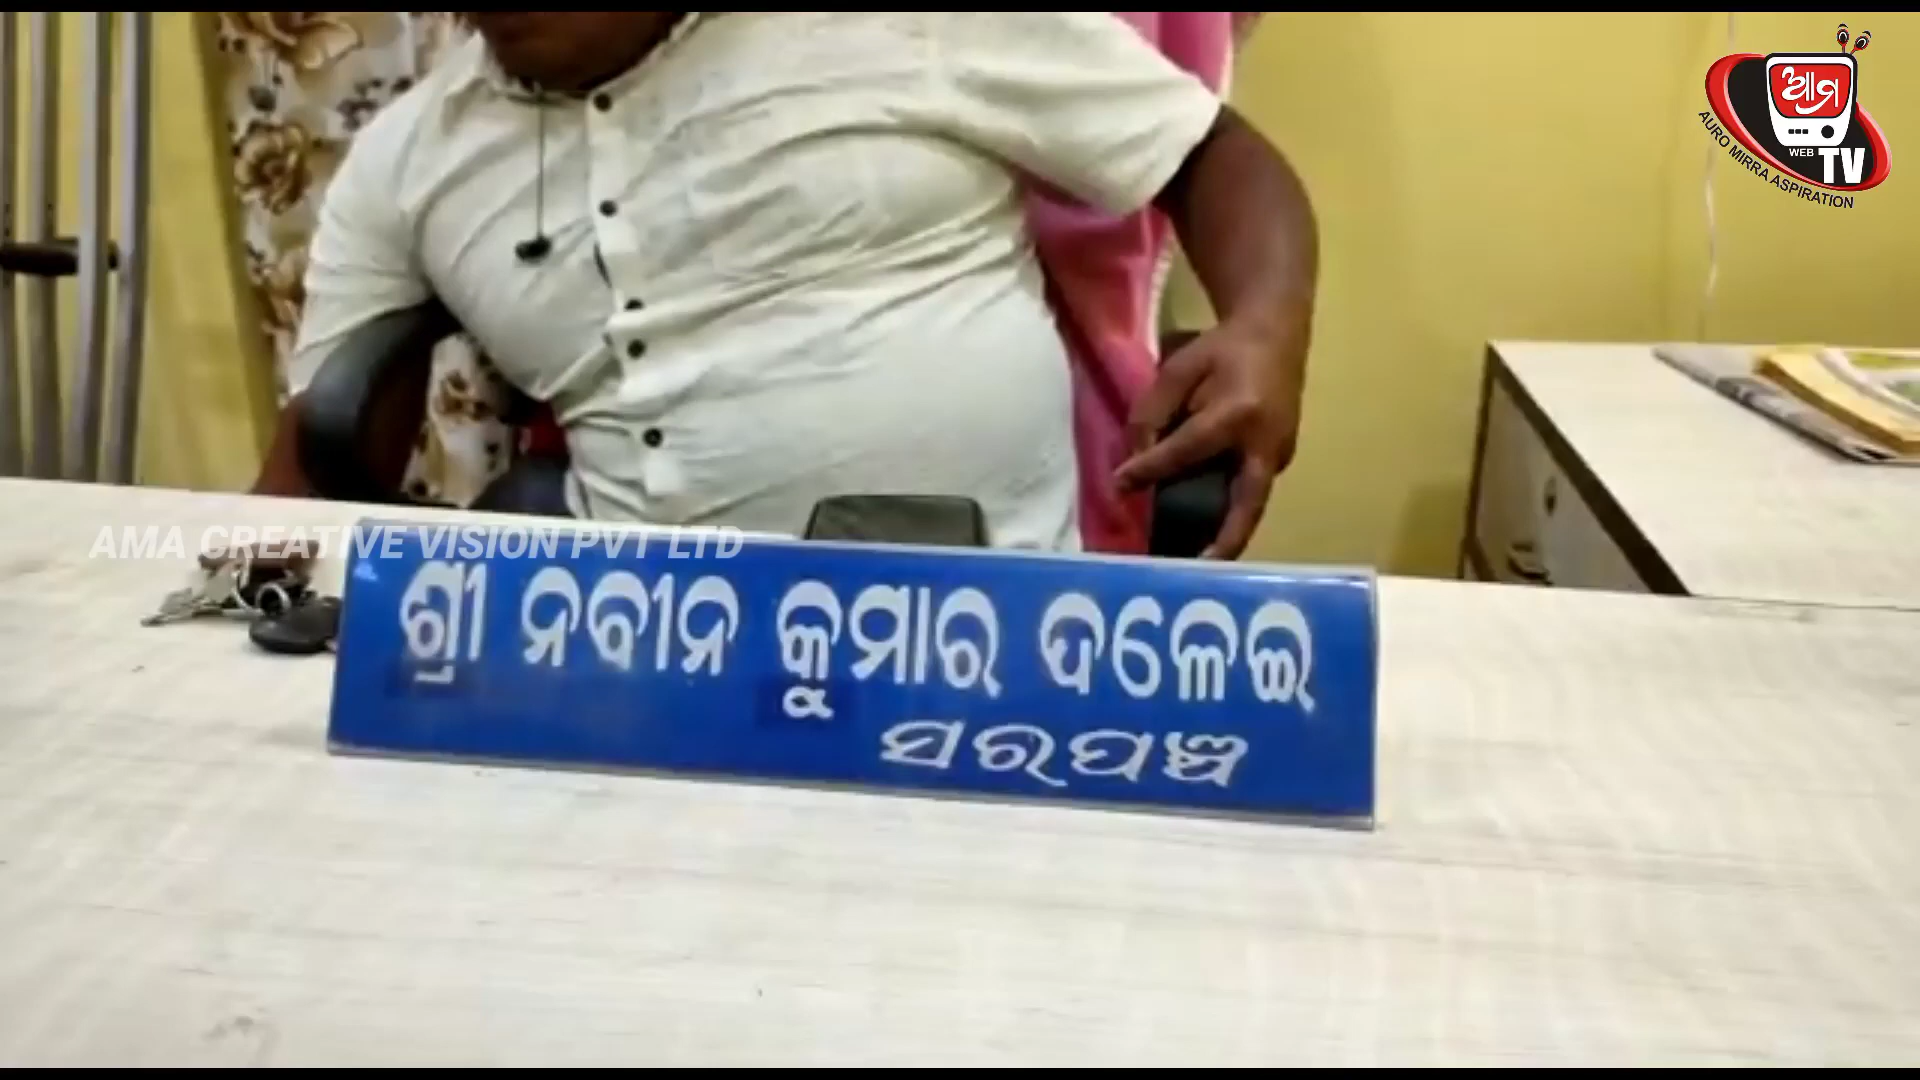 ଆମ
WEB TV
AURO MIRRA ASPIRATION
AMA CREATIVE VISION PVT LTD
ଶ୍ରୀ ନବୀନ କୁମାର ଦଳେଇ
ସରପଞ୍ଚ